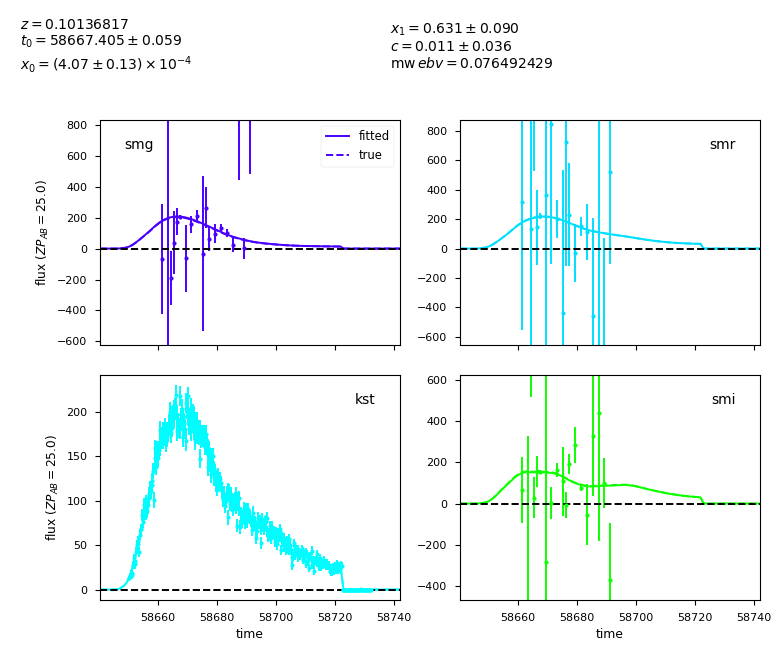 z = 0.10136817
t₀ = 58667.405 ± 0.059
x₀ = (4.07 ± 0.13) × 10⁻⁴
x₁ = 0.631 ± 0.090
c = 0.011 ± 0.036
mw ebv = 0.076492429
smg
fitted
true
800
600
400
200
0
−200
−400
−600
flux (ZP_AB = 25.0)
smr
800
600
400
200
0
−200
−400
−600
kst
200
150
100
50
0
flux (ZP_AB = 25.0)
58660 58680 58700 58720 58740
time
smi
600
400
200
0
−200
−400
58660 58680 58700 58720 58740
time